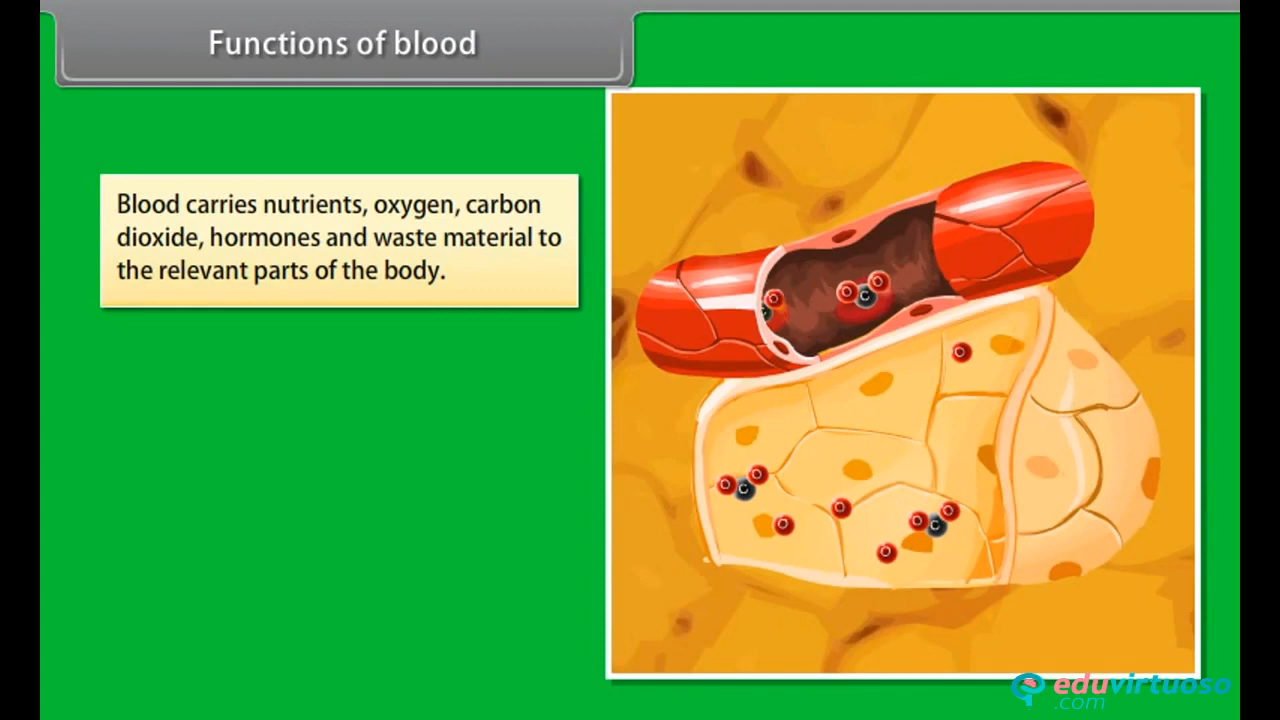 Functions of blood
Blood carries nutrients, oxygen, carbon
dioxide, hormones and waste material to
the relevant parts of the body.
O
C
O
C
O
O
O
C
O
O
O
O
C
O
O
eduvirtuoso
.com